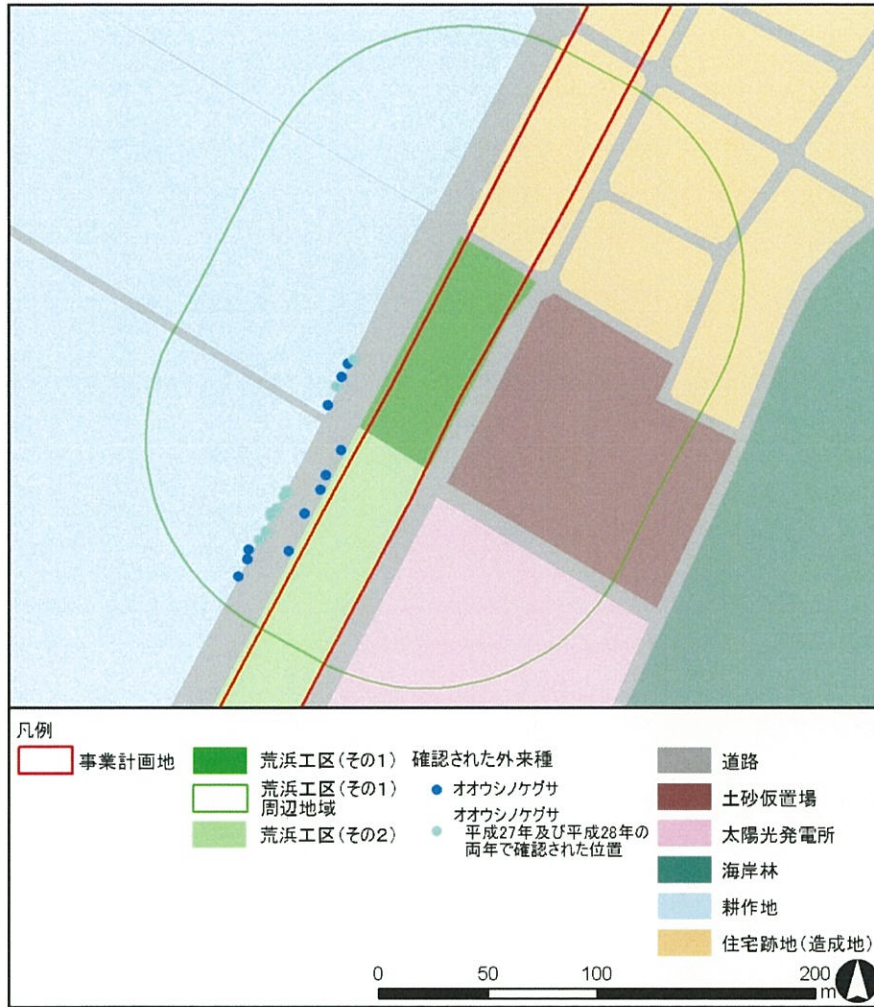 凡例
事業計画地
荒浜工区(その1)
荒浜工区(その1)
周辺地域
荒浜工区(その2)
確認された外来種
オオウシノケグサ
オオウシノケグサ
平成27年及び平成28年の
両年で確認された位置
道路
土砂仮置場
太陽光発電所
海岸林
耕作地
住宅跡地(造成地)
0 50 100 200
m